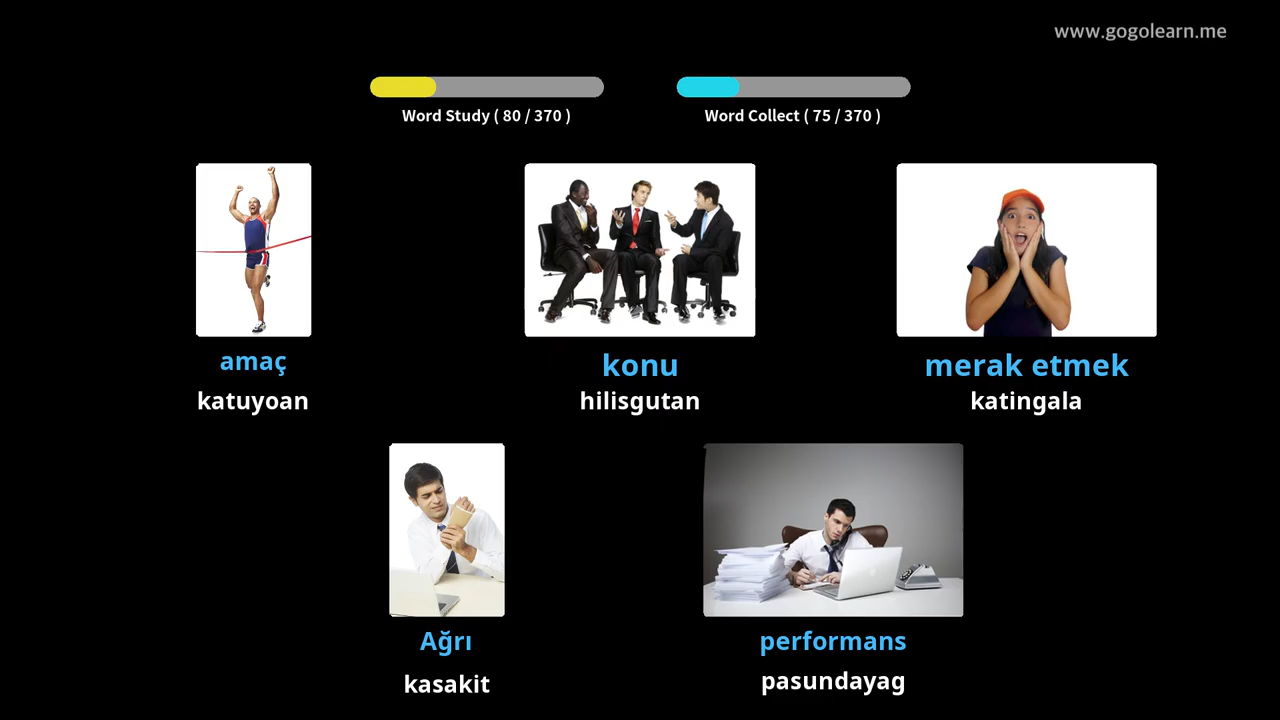 www.gogolearn.me
Word Study ( 80 / 370 )
Word Collect ( 75 / 370 )
amaç
katuyoan
konu
hilisgutan
merak etmek
katingala
Ağrı
kasakit
performans
pasundayag